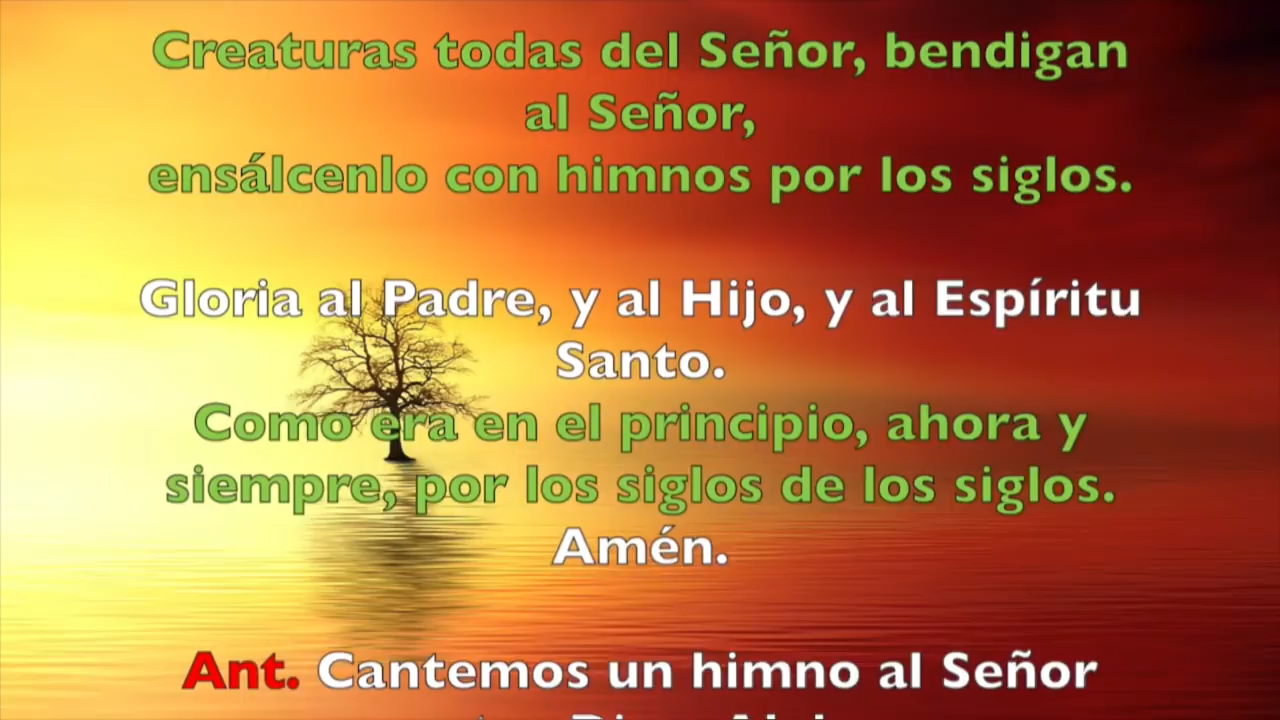 Creaturas todas del Señor, bendigan
al Señor,
ensálcenlo con himnos por los siglos.
Gloria al Padre, y al Hijo, y al Espíritu
Santo.
Como era en el principio, ahora y
siempre, por los siglos de los siglos.
Amén.
Ant. Cantemos un himno al Señor